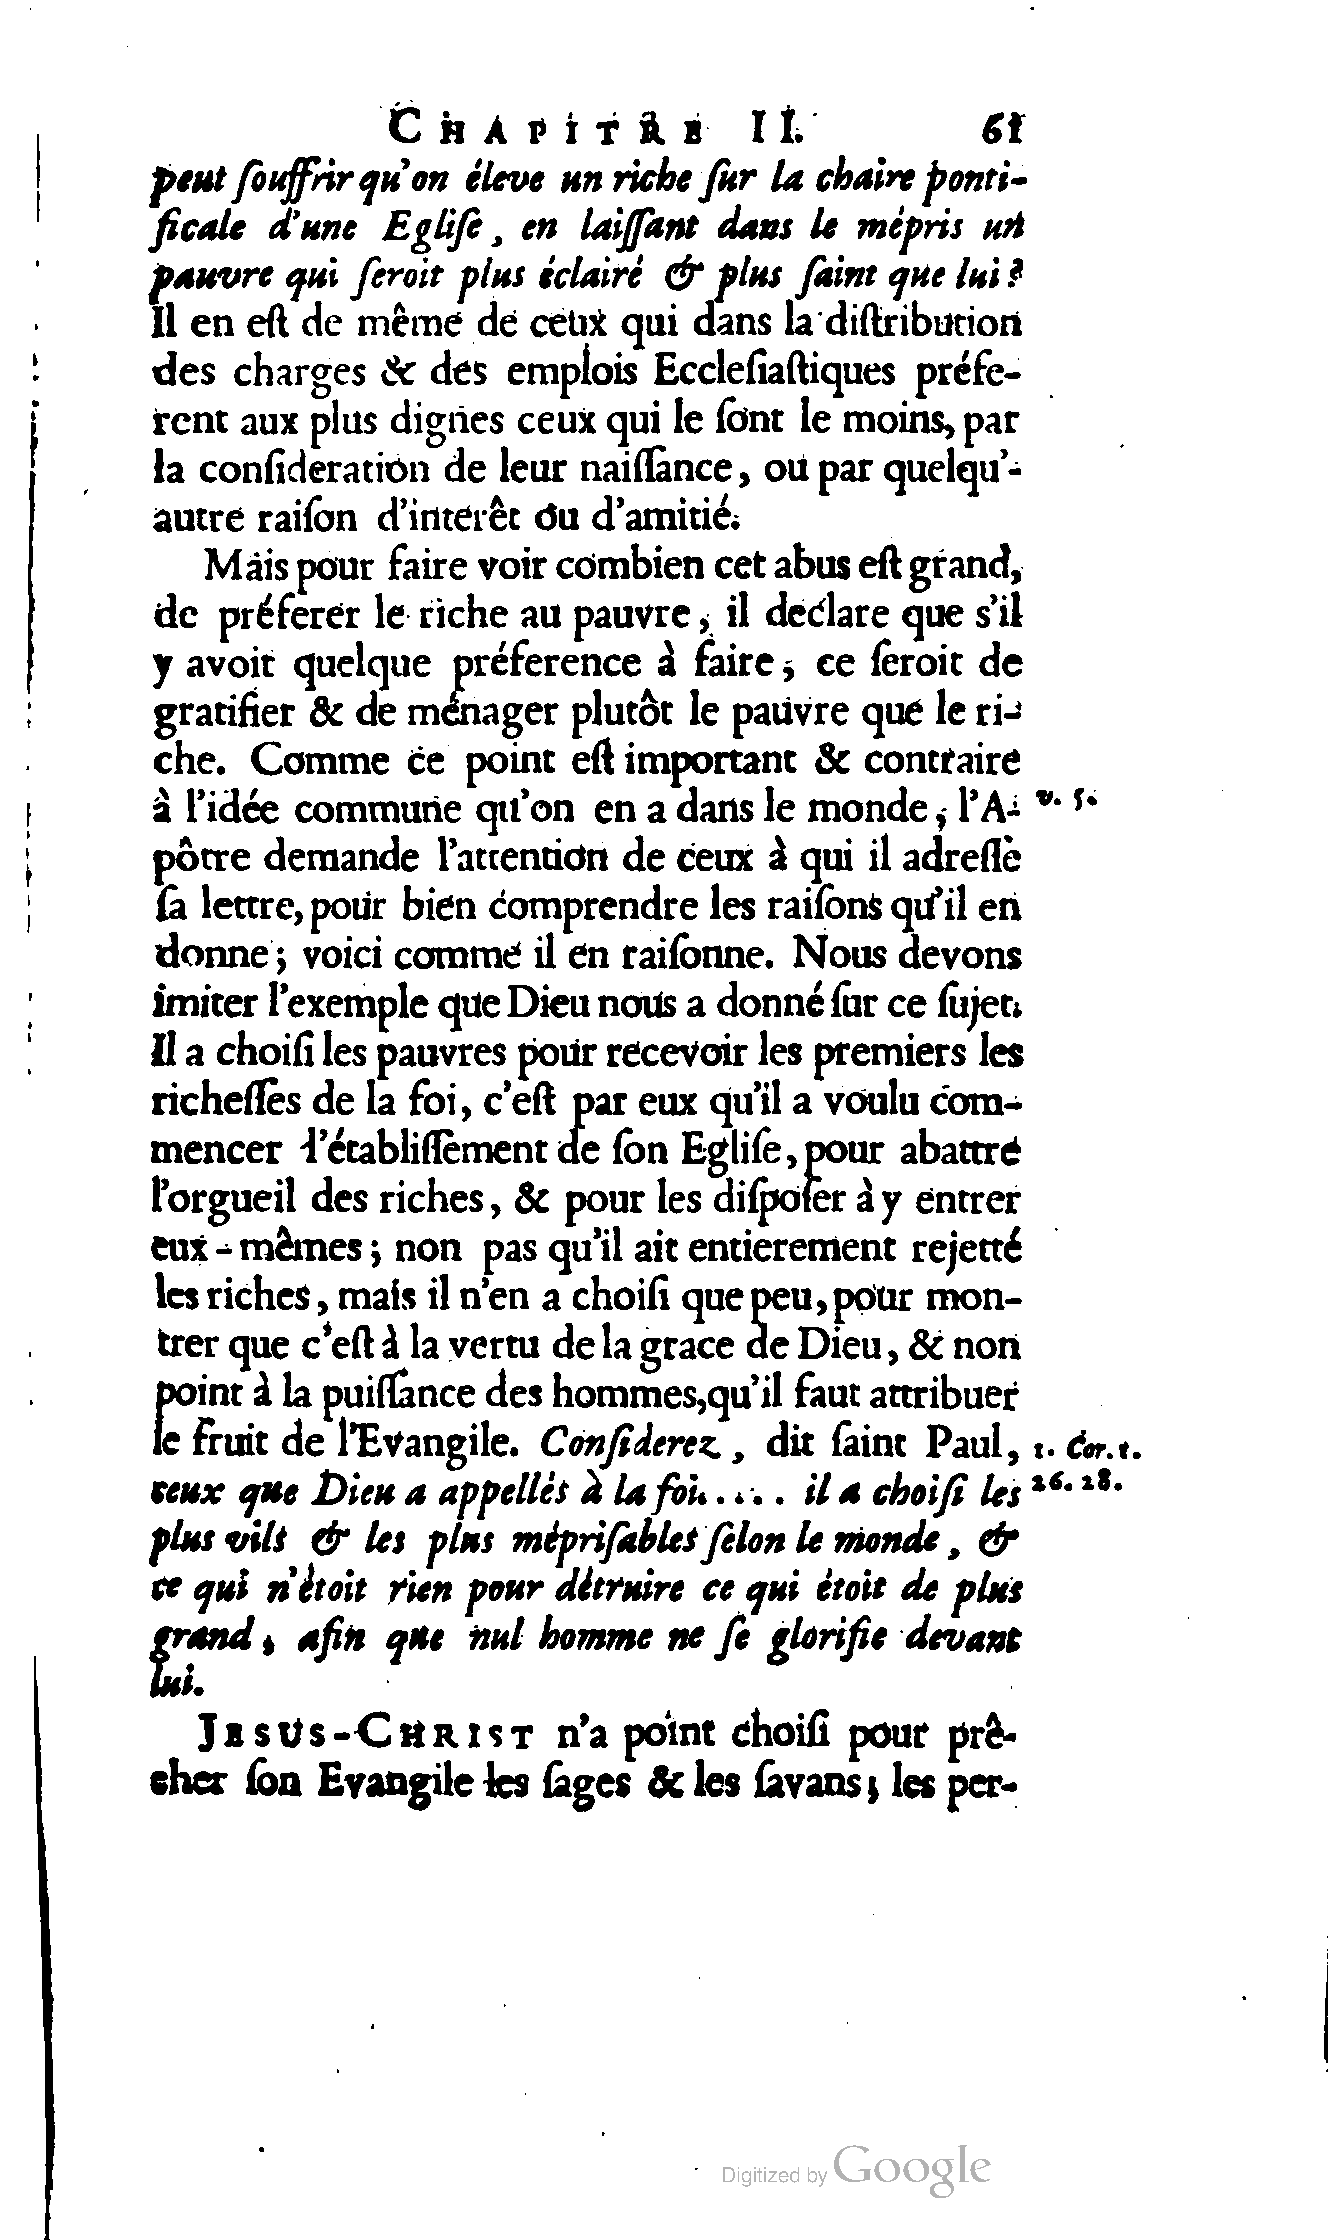 CHAPITRE II. 61
peut ſouffrir qu'on éleve un riche ſur la chaire ponti-
ficale d'une Egliſe, en laiſſant dans le mépris un
pauvre qui ſeroit plus éclairé & plus ſaint que lui?
Il en eſt de même de ceux qui dans la diſtribution
des charges & des emplois Eccleſiaſtiques préfe-
rent aux plus dignes ceux qui le ſont le moins, par
la conſideration de leur naiſſance, ou par quelqu'-
autre raiſon d'interêt ou d'amitié.
Mais pour faire voir combien cet abus eſt grand,
de préferer le riche au pauvre, il declare que s'il
y avoit quelque préference à faire, ce ſeroit de
gratifier & de ménager plutôt le pauvre que le ri-
che. Comme ce point eſt important & contraire
à l'idée commune qu'on en a dans le monde, l'A- v. 5.
pôtre demande l'attention de ceux à qui il adreſſe
ſa lettre, pour bien comprendre les raiſons qu'il en
donne; voici comme il en raiſonne. Nous devons
imiter l'exemple que Dieu nous a donné ſur ce ſujet.
Il a choiſi les pauvres pour recevoir les premiers les
richeſſes de la foi, c'eſt par eux qu'il a voulu com-
mencer l'établiſſement de ſon Egliſe, pour abattre
l'orgueil des riches, & pour les diſpoſer à y entrer
eux-mêmes; non pas qu'il ait entierement rejetté
les riches, mais il n'en a choiſi que peu, pour mon-
trer que c'eſt à la vertu de la grace de Dieu, & non
point à la puiſſance des hommes, qu'il faut attribuer
le fruit de l'Evangile. Conſiderez, dit ſaint Paul, 1. Cor. 1.
ceux que Dieu a appellés à la foi..... il a choiſi les 26. 28.
plus vils & les plus mépriſables ſelon le monde, &
ce qui n'étoit rien pour détruire ce qui étoit de plus
grand, afin que nul homme ne ſe glorifie devant
lui.
JESUS-CHRIST n'a point choiſi pour prê-
cher ſon Evangile les ſages & les ſavans; les per-
Digitized by Google